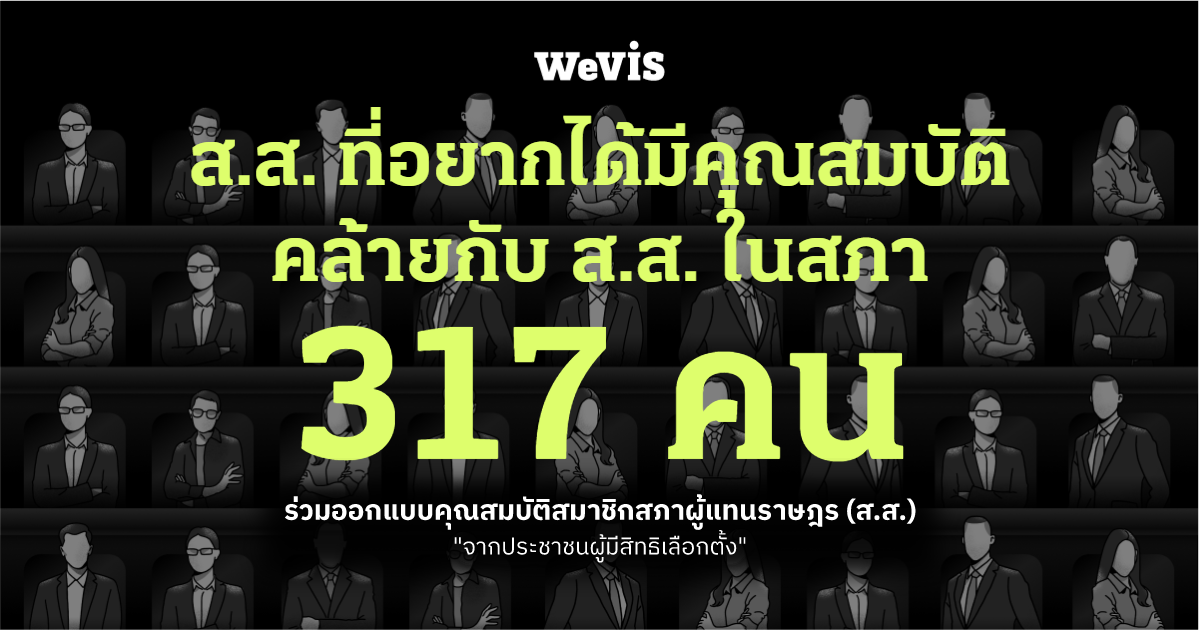 WeVIS
ส.ส. ที่อยากได้มีคุณสมบัติ
คล้ายกับ ส.ส. ในสภา
317 คน
ร่วมออกแบบคุณสมบัติสมาชิกสภาผู้แทนราษฎร (ส.ส.)
"จากประชาชนผู้มีสิทธิเลือกตั้ง"